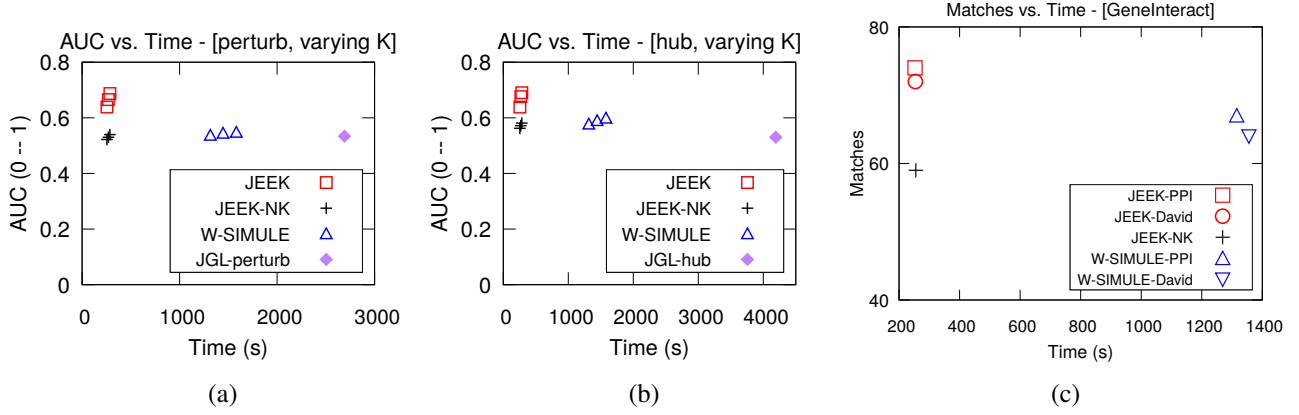 AUC vs. Time - [perturb, varying K]
AUC (0 -- 1)
0.8
0.6
0.4
0.2
0
JEEK
JEEK-NK
W-SIMULE
JGL-perturb
0 1000 2000 3000
Time (s)
(a)
AUC vs. Time - [hub, varying K]
AUC (0 -- 1)
0.8
0.6
0.4
0.2
0
JEEK
JEEK-NK
W-SIMULE
JGL-hub
0 1000 2000 3000 4000
Time (s)
(b)
Matches vs. Time - [GeneInteract]
Matches
80
60
40
JEEK-PPI
JEEK-David
JEEK-NK
W-SIMULE-PPI
W-SIMULE-David
200 400 600 800 1000 1200 1400
Time (s)
(c)